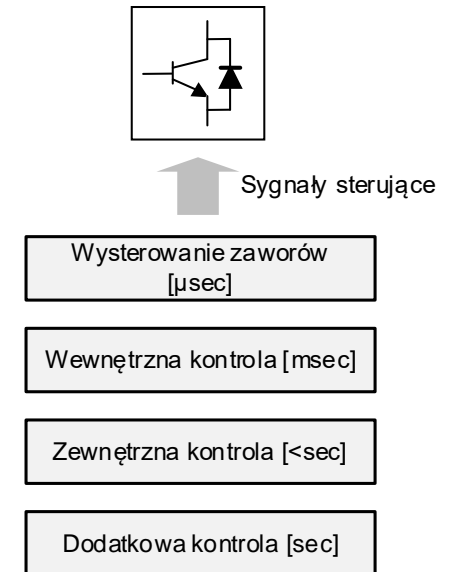 Sygnały sterujące
Wysterowanie zaworów
[µsec]
Wewnętrzna kontrola [msec]
Zewnętrzna kontrola [<sec]
Dodatkowa kontrola [sec]